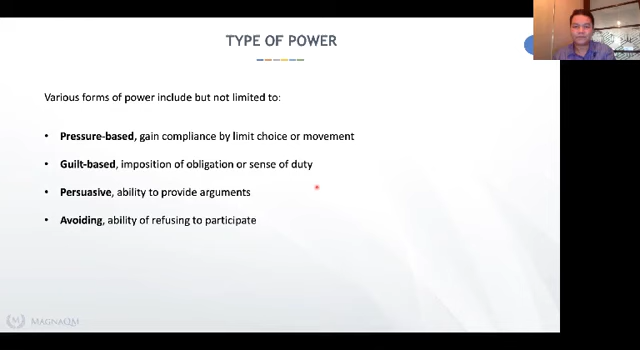 TYPE OF POWER
Various forms of power include but not limited to:
• Pressure-based, gain compliance by limit choice or movement
• Guilt-based, imposition of obligation or sense of duty
• Persuasive, ability to provide arguments
• Avoiding, ability of refusing to participate
MAGNAQM